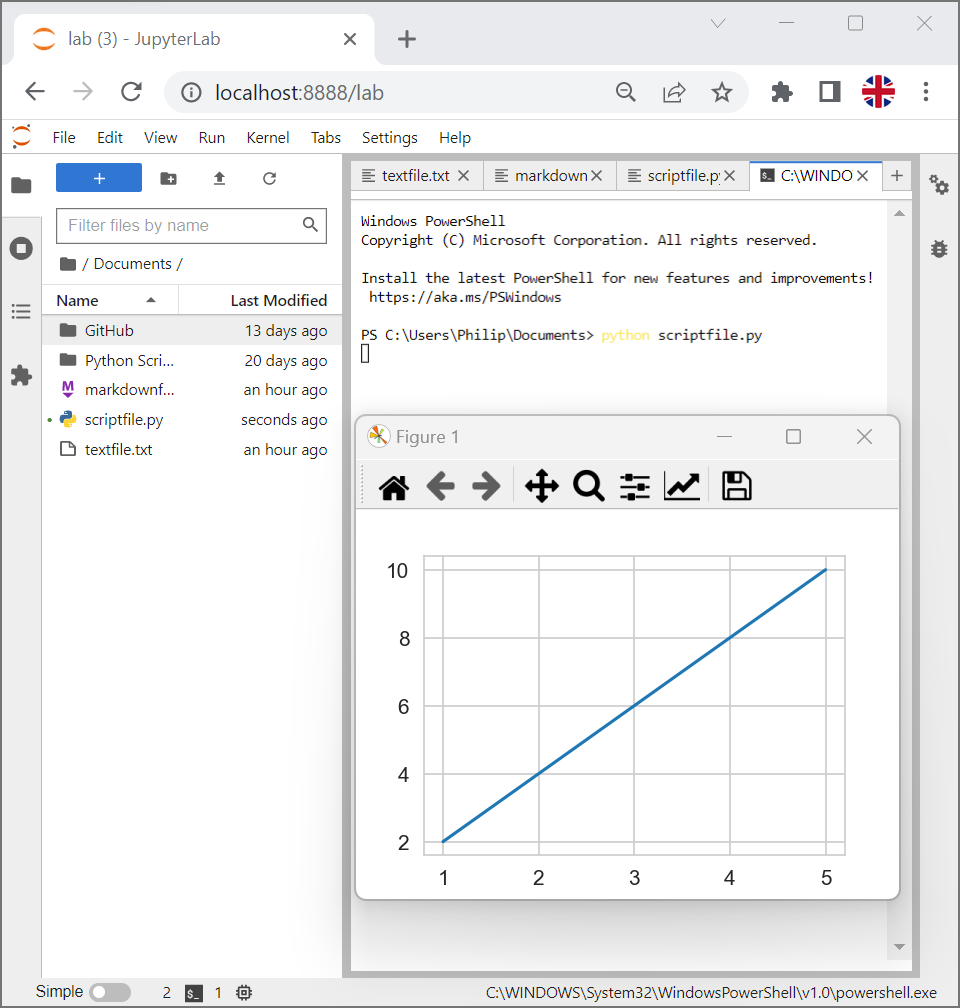 lab (3) - JupyterLab
localhost:8888/lab
File Edit View Run Kernel Tabs Settings Help
Filter files by name
/ Documents /
Name Last Modified
GitHub 13 days ago
Python Scri... 20 days ago
markdownf... an hour ago
scriptfile.py seconds ago
textfile.txt an hour ago
textfile.txt markdown scriptfile.py C:\WINDO
Windows PowerShell
Copyright (C) Microsoft Corporation. All rights reserved.
Install the latest PowerShell for new features and improvements!
https://aka.ms/PSWindows
PS C:\Users\Philip\Documents> python scriptfile.py
Figure 1
10
8
6
4
2
1 2 3 4 5
Simple 2 1 C:\WINDOWS\System32\WindowsPowerShell\v1.0\powershell.exe